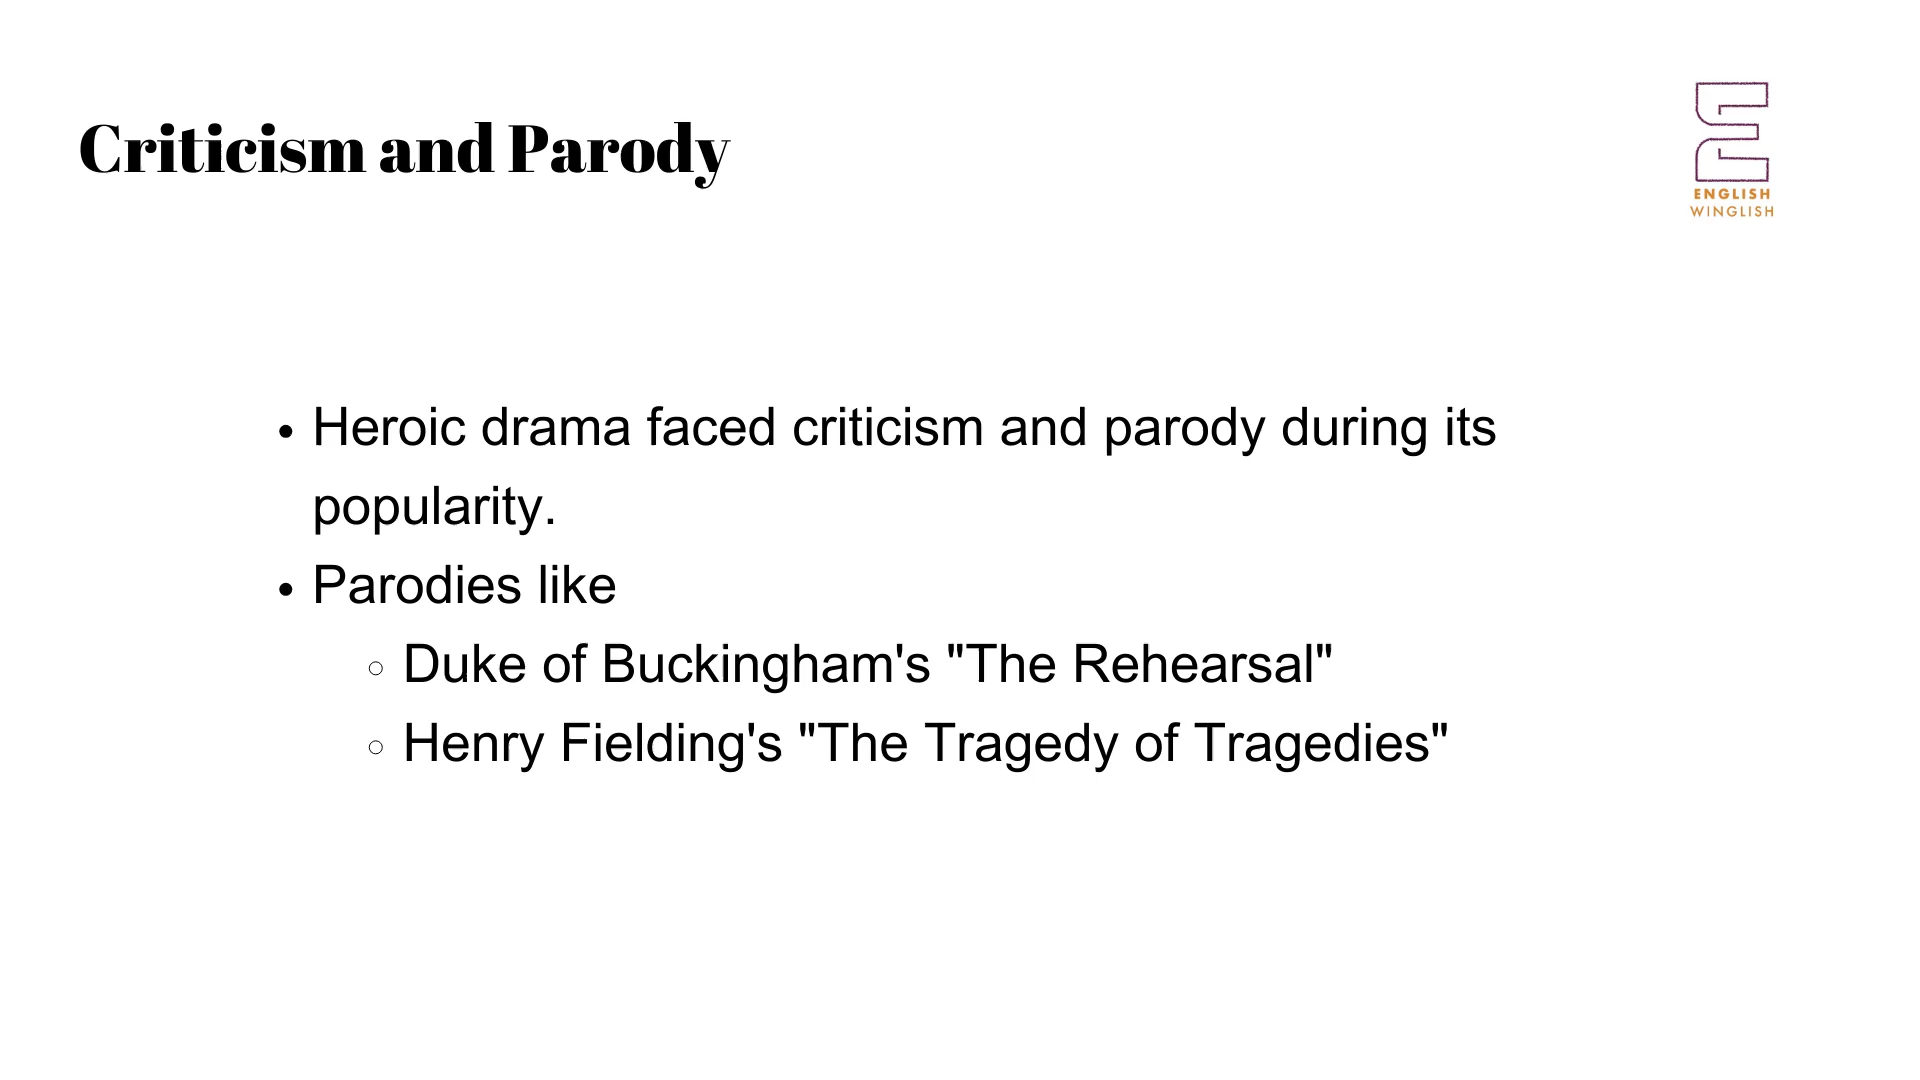 Criticism and Parody
ENGLISH
WINGLISH
• Heroic drama faced criticism and parody during its
popularity.
• Parodies like
○ Duke of Buckingham's "The Rehearsal"
○ Henry Fielding's "The Tragedy of Tragedies"